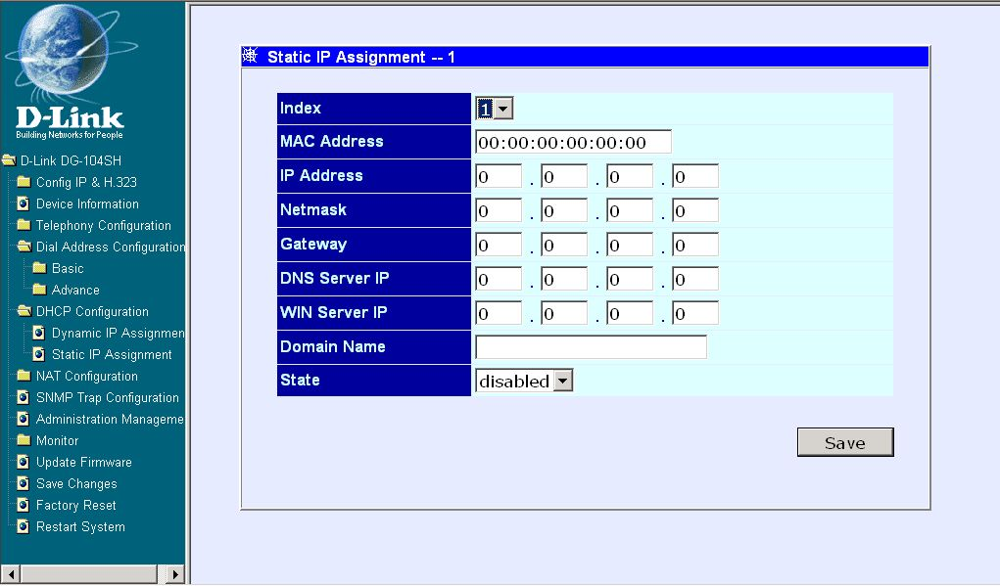 D-Link
Building Networks for People
D-Link DG-104SH
Config IP & H.323
Device Information
Telephony Configuration
Dial Address Configuration
Basic
Advance
DHCP Configuration
Dynamic IP Assignmen
Static IP Assignment
NAT Configuration
SNMP Trap Configuration
Administration Manageme
Monitor
Update Firmware
Save Changes
Factory Reset
Restart System
Static IP Assignment -- 1
Index 1
MAC Address 00:00:00:00:00:00
IP Address 0 . 0 . 0 . 0
Netmask 0 . 0 . 0 . 0
Gateway 0 . 0 . 0 . 0
DNS Server IP 0 . 0 . 0 . 0
WIN Server IP 0 . 0 . 0 . 0
Domain Name
State disabled
Save